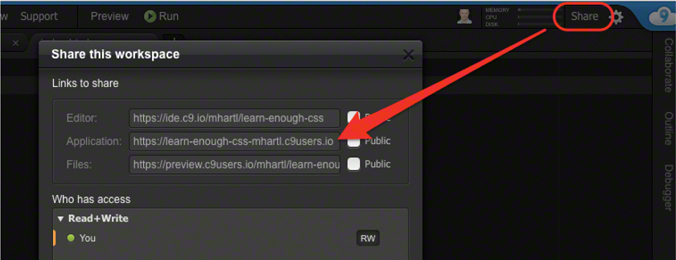 w Support Preview Run MEMORY CPU DISK Share 9
Share this workspace
Links to share
Editor: https://ide.c9.io/mhartl/learn-enough-css Public
Application: https://learn-enough-css-mhartl.c9users.io Public
Files: https://preview.c9users.io/mhartl/learn-enou Public
Who has access
Read+Write
You RW
Collaborate
Outline
Debugger